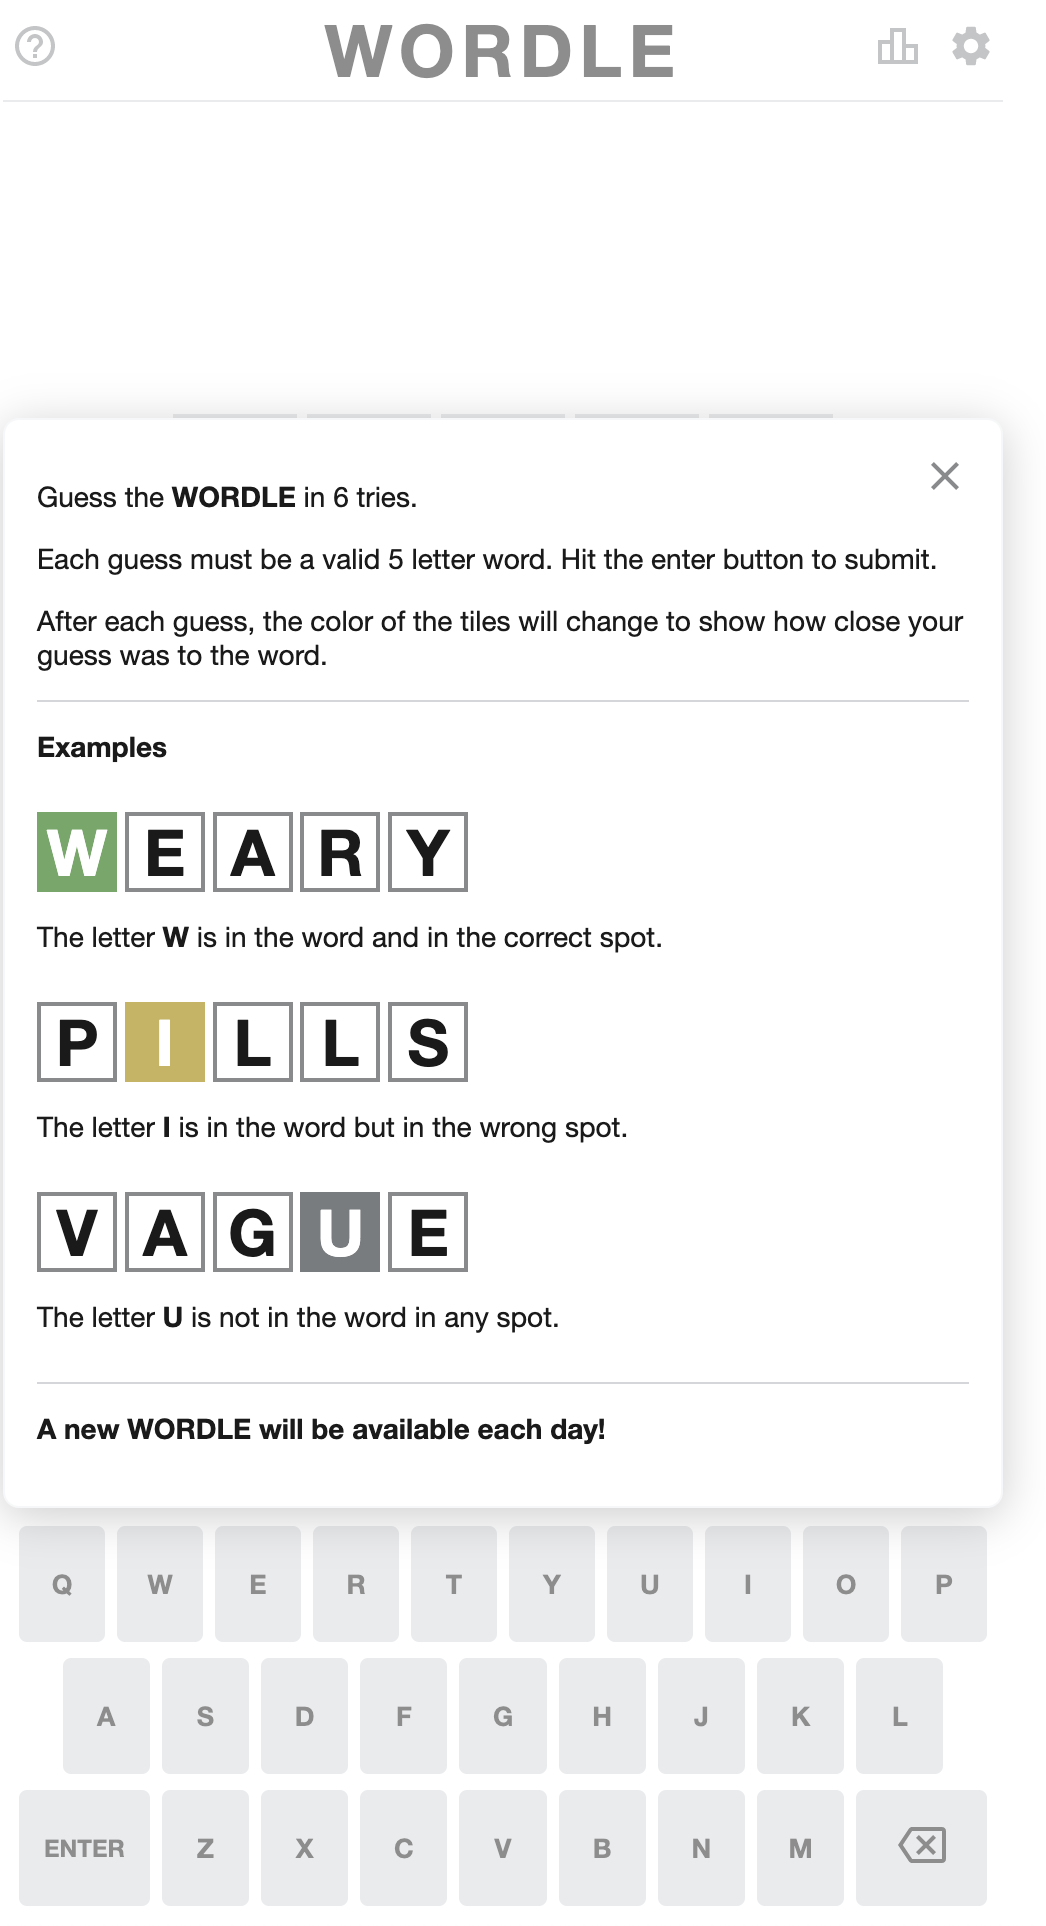 WORDLE
Guess the WORDLE in 6 tries.
Each guess must be a valid 5 letter word. Hit the enter button to submit.
After each guess, the color of the tiles will change to show how close your
guess was to the word.
Examples
W E A R Y
The letter W is in the word and in the correct spot.
P I L L S
The letter I is in the word but in the wrong spot.
V A G U E
The letter U is not in the word in any spot.
A new WORDLE will be available each day!
Q W E R T Y U I O P
A S D F G H J K L
ENTER Z X C V B N M